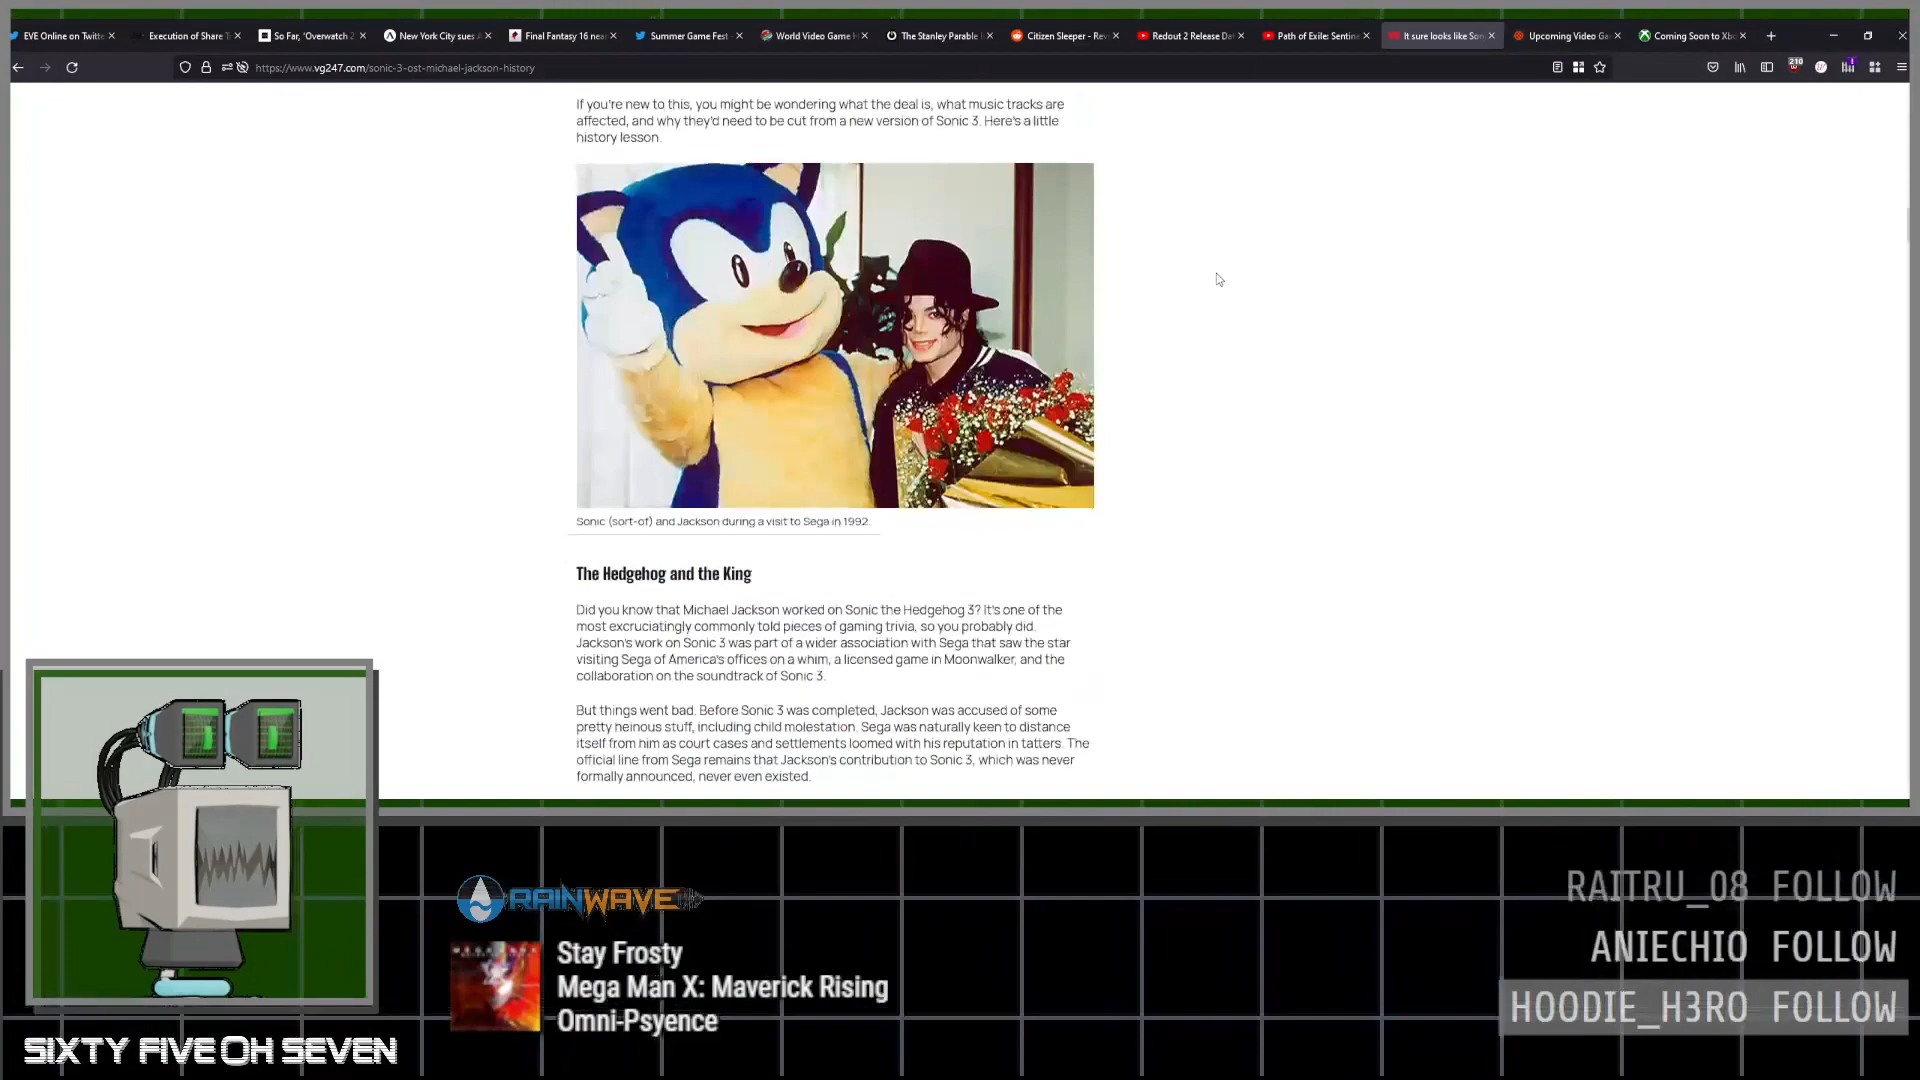 EVE Online on Twitte
Execution of Share T
So Far, 'Overwatch 2
New York City sues A
Final Fantasy 16 nea
Summer Game Fest -
World Video Game H
The Stanley Parable
Citizen Sleeper - Rev
Redout 2 Release Da
Path of Exile: Sentine
It sure looks like Son
Upcoming Video Ga
Coming Soon to Xbo
https://www.vg247.com/sonic-3-ost-michael-jackson-history
210
If you're new to this, you might be wondering what the deal is, what music tracks are
affected, and why they'd need to be cut from a new version of Sonic 3. Here's a little
history lesson.
Sonic (sort-of) and Jackson during a visit to Sega in 1992.
The Hedgehog and the King
Did you know that Michael Jackson worked on Sonic the Hedgehog 3? It's one of the
most excruciatingly commonly told pieces of gaming trivia, so you probably did.
Jackson's work on Sonic 3 was part of a wider association with Sega that saw the star
visiting Sega of America's offices on a whim, a licensed game in Moonwalker, and the
collaboration on the soundtrack of Sonic 3.
But things went bad. Before Sonic 3 was completed, Jackson was accused of some
pretty heinous stuff, including child molestation. Sega was naturally keen to distance
itself from him as court cases and settlements loomed with his reputation in tatters. The
official line from Sega remains that Jackson's contribution to Sonic 3, which was never
formally announced, never even existed.
RAINWAVE
Stay Frosty
Mega Man X: Maverick Rising
Omni-Psyence
RAITRU_08 FOLLOW
ANIECHIO FOLLOW
HOODIE_H3RO FOLLOW
SIXTY FIVE OH SEVEN